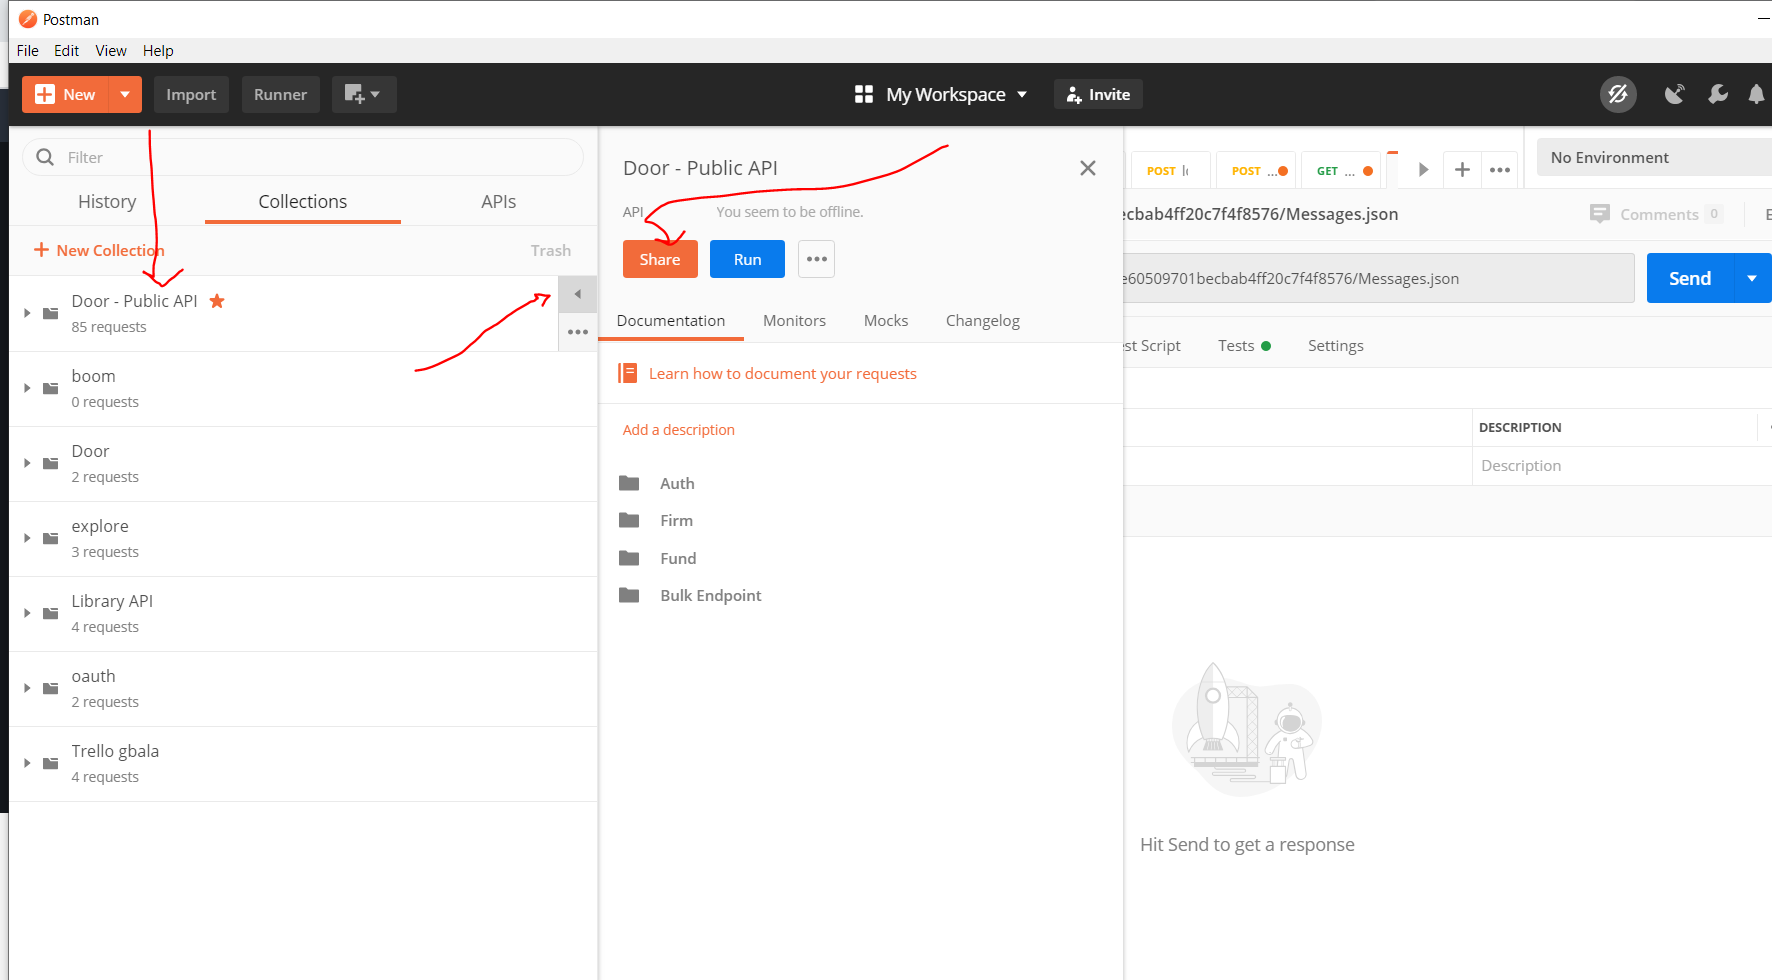 Postman
File Edit View Help
New Import Runner My Workspace Invite
Filter
History Collections APIs
New Collection Trash
Door - Public API
85 requests
boom
0 requests
Door
2 requests
explore
3 requests
Library API
4 requests
oauth
2 requests
Trello gbala
4 requests
Door - Public API
API You seem to be offline.
Share Run
Documentation Monitors Mocks Changelog
Learn how to document your requests
Add a description
Auth
Firm
Fund
Bulk Endpoint
POST POST ... GET ... No Environment
ecbab4ff20c7f4f8576/Messages.json Comments 0
e60509701becbab4ff20c7f4f8576/Messages.json Send
est Script Tests Settings
DESCRIPTION
Description
Hit Send to get a response